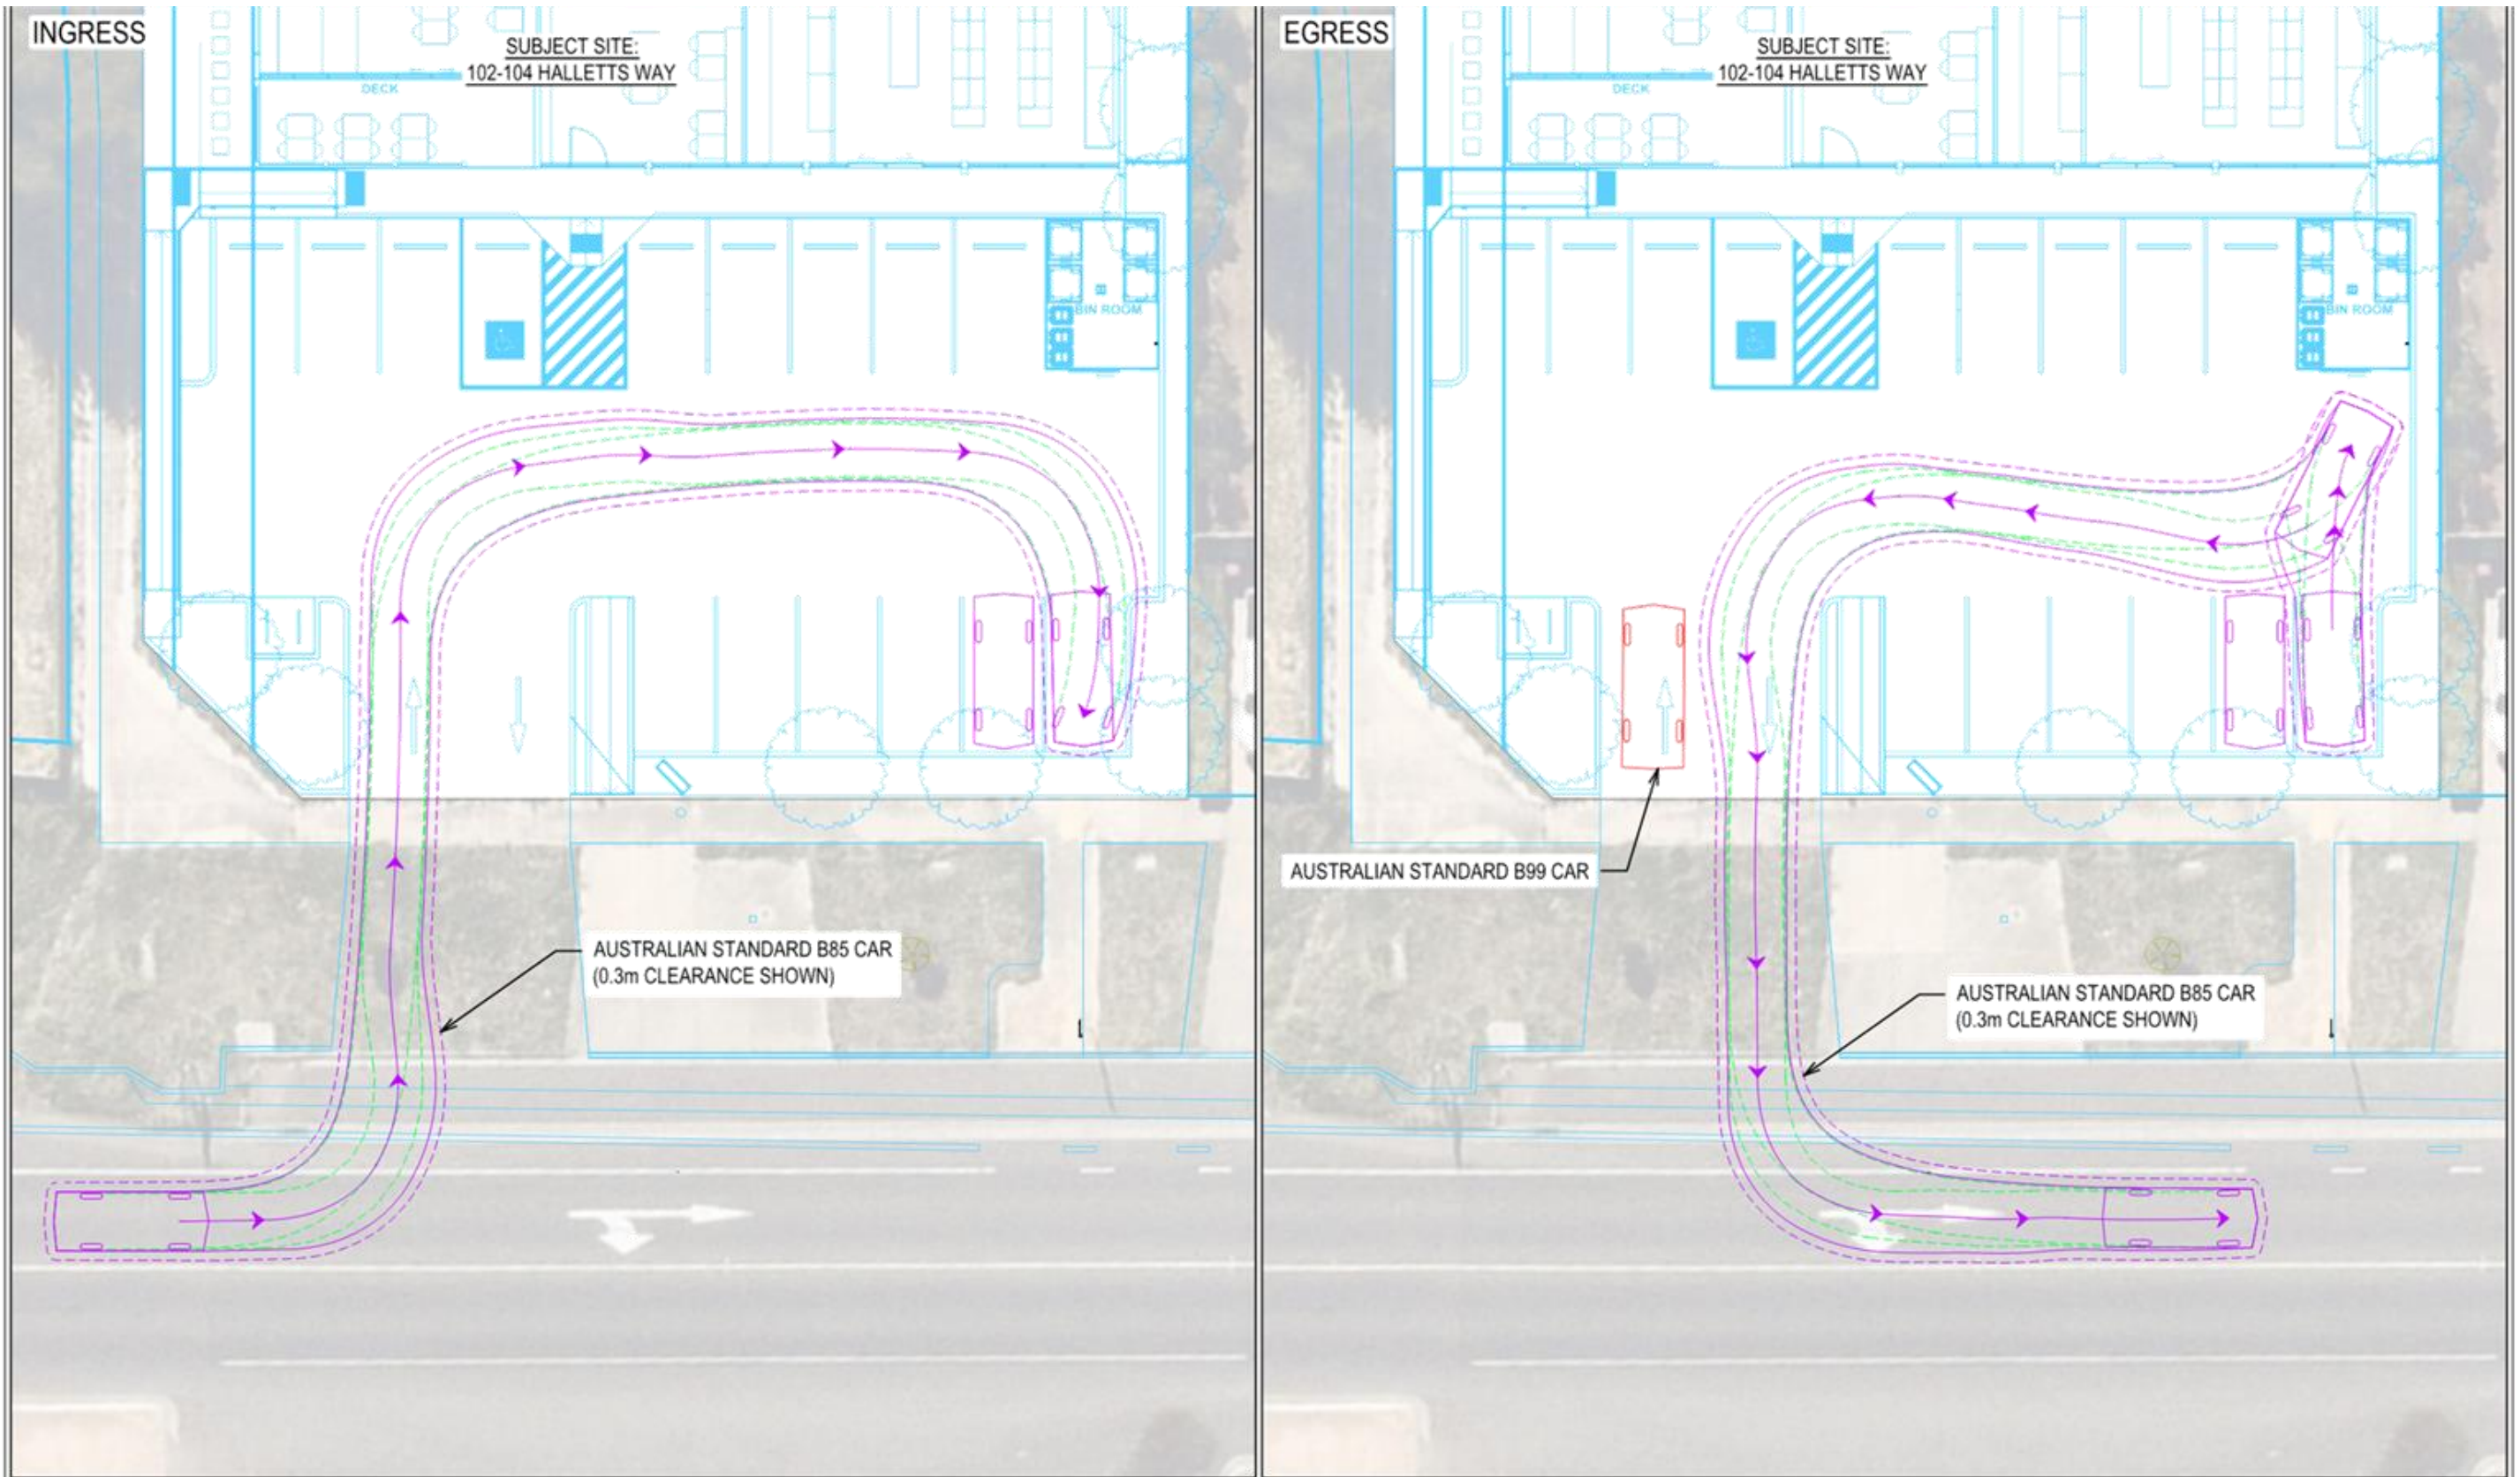 INGRESS
SUBJECT SITE:
102-104 HALLETTS WAY
DECK
BIN ROOM
AUSTRALIAN STANDARD B85 CAR
(0.3m CLEARANCE SHOWN)
EGRESS
SUBJECT SITE:
102-104 HALLETTS WAY
DECK
BIN ROOM
AUSTRALIAN STANDARD B99 CAR
AUSTRALIAN STANDARD B85 CAR
(0.3m CLEARANCE SHOWN)